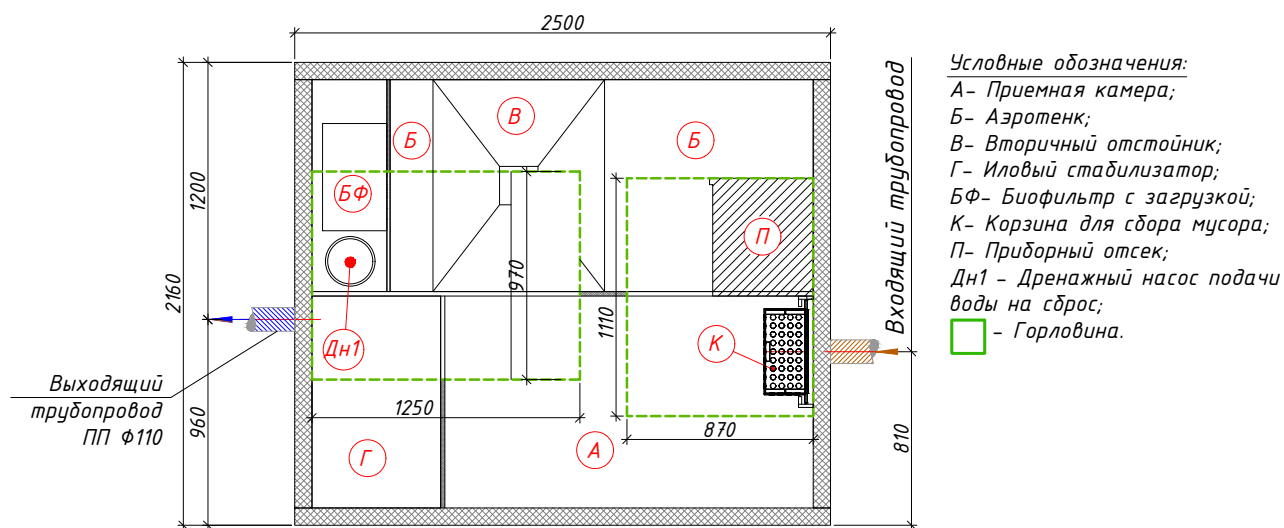 2500
Условные обозначения:
А- Приемная камера;
Б- Аэротенк;
В- Вторичный отстойник;
Г- Иловый стабилизатор;
БФ- Биофильтр с загрузкой;
К- Корзина для сбора мусора;
П- Приборный отсек;
Дн1 - Дренажный насос подачи
воды на сброс;
- Горловина.
Входящий трубопровод
Б
В
Б
БФ
П
1200
2160
970
1110
Дн1
К
Выходящий
трубопровод
ПП Ф110
960
1250
870
810
Г
А